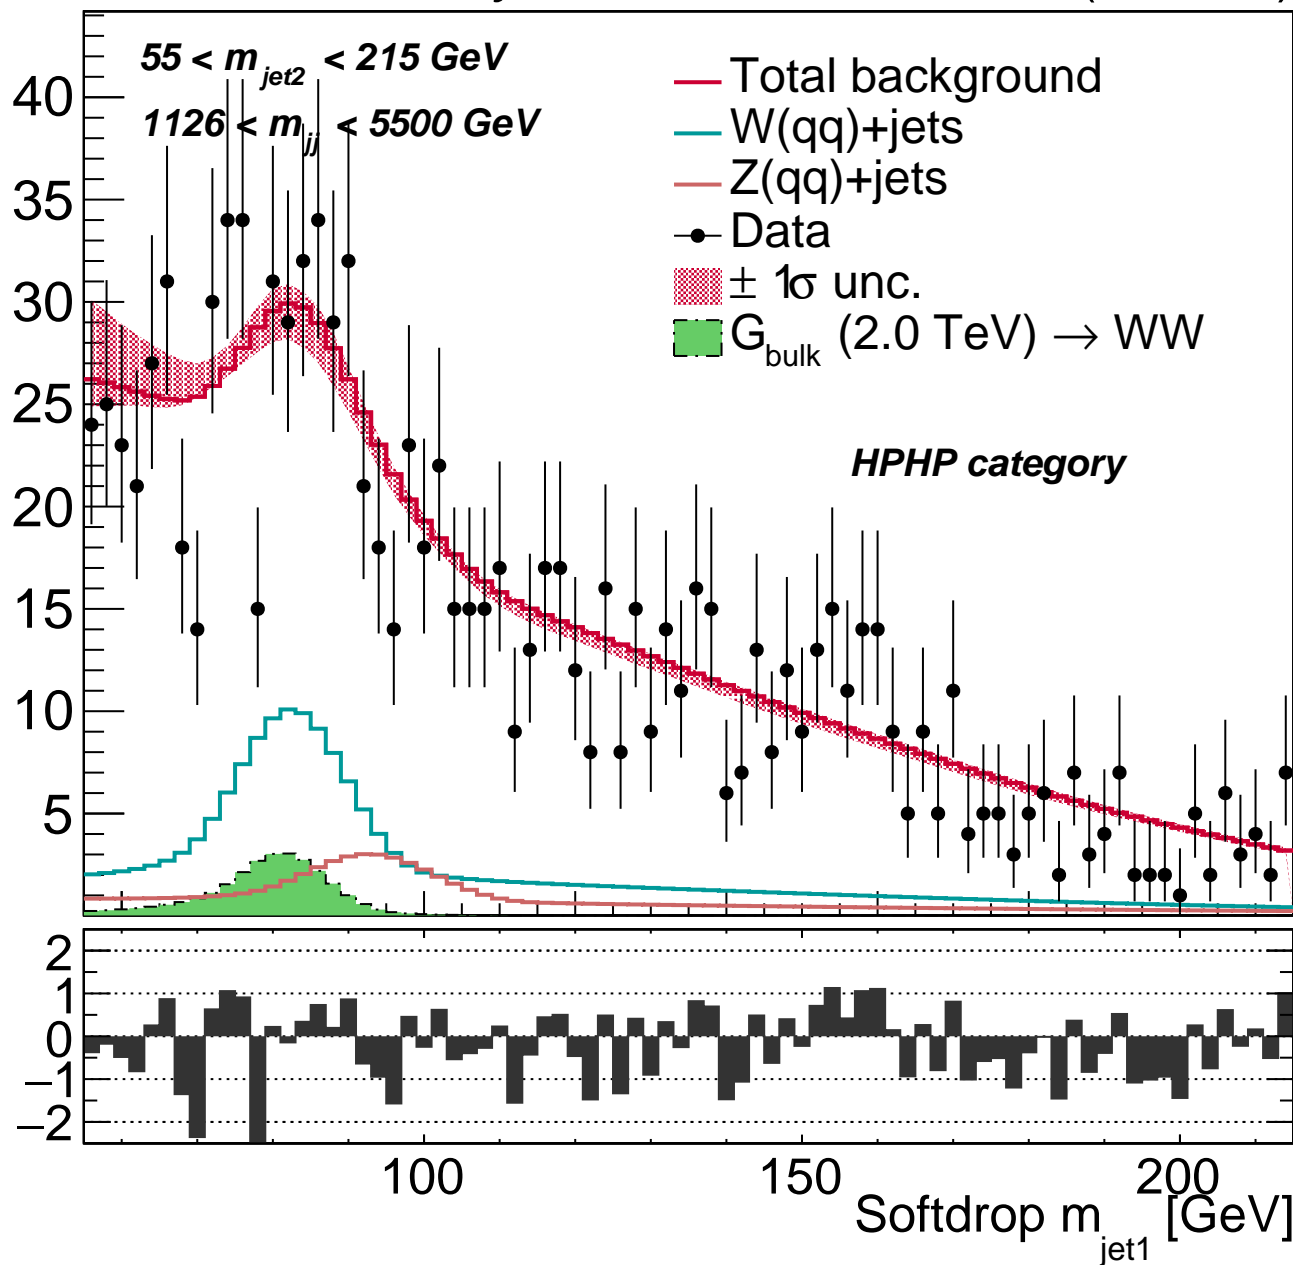 55 < m jet2 < 215 GeV
1126 < m jj < 5500 GeV
Total background
W(qq)+jets
Z(qq)+jets
Data
± 1σ unc.
G bulk (2.0 TeV) → WW
HPHP category
40
35
30
25
20
15
10
5
2
1
0
−1
−2
100 150 200
Softdrop m jet1 [GeV]